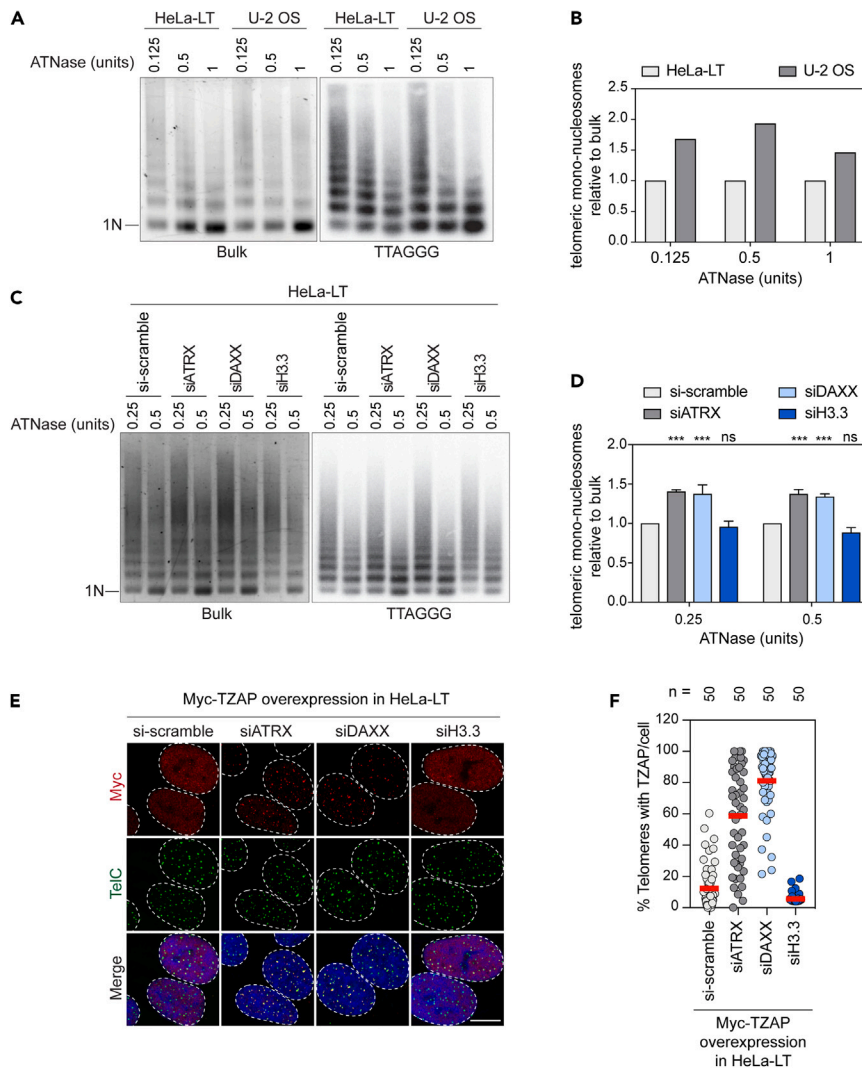 A
HeLa-LT U-2 OS HeLa-LT U-2 OS
ATNase (units) 0.125 0.5 1 0.125 0.5 1 0.125 0.5 1 0.125 0.5 1
1N
Bulk TTAGGG
B
HeLa-LT U-2 OS
telomeric mono-nucleosomes
relative to bulk
2.5
2.0
1.5
1.0
0.5
0.0
0.125 0.5 1
ATNase (units)
C
HeLa-LT
si-scramble siATRX siDAXX siH3.3 si-scramble siATRX siDAXX siH3.3
ATNase (units) 0.25 0.5 0.25 0.5 0.25 0.5 0.25 0.5 0.25 0.5 0.25 0.5 0.25 0.5 0.25 0.5
1N
Bulk TTAGGG
D
si-scramble siDAXX
siATRX siH3.3
telomeric mono-nucleosomes
relative to bulk
2.0
1.5
1.0
0.5
0.0
*** *** ns *** *** ns
0.25 0.5
ATNase (units)
E
Myc-TZAP overexpression in HeLa-LT
si-scramble siATRX siDAXX siH3.3
Myc
TelC
Merge
F
n = 50 50 50 50
% Telomeres with TZAP/cell
120
100
80
60
40
20
0
si-scramble siATRX siDAXX siH3.3
Myc-TZAP
overexpression
in HeLa-LT